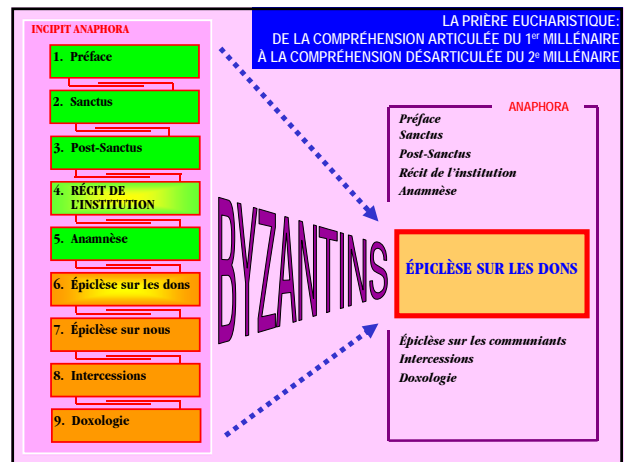 LA PRIÈRE EUCHARISTIQUE:
DE LA COMPRÉHENSION ARTICULÉE DU 1er MILLÉNAIRE
À LA COMPRÉHENSION DÉSARTICULÉE DU 2e MILLÉNAIRE
INCIPIT ANAPHORA
1. Préface
2. Sanctus
3. Post-Sanctus
4. RÉCIT DE
L'INSTITUTION
5. Anamnèse
6. Épiclèse sur les dons
7. Épiclèse sur nous
8. Intercessions
9. Doxologie
BYZANTINS
ANAPHORA
Préface
Sanctus
Post-Sanctus
Récit de l'institution
Anamnèse
ÉPICLÈSE SUR LES DONS
Épiclèse sur les communiants
Intercessions
Doxologie